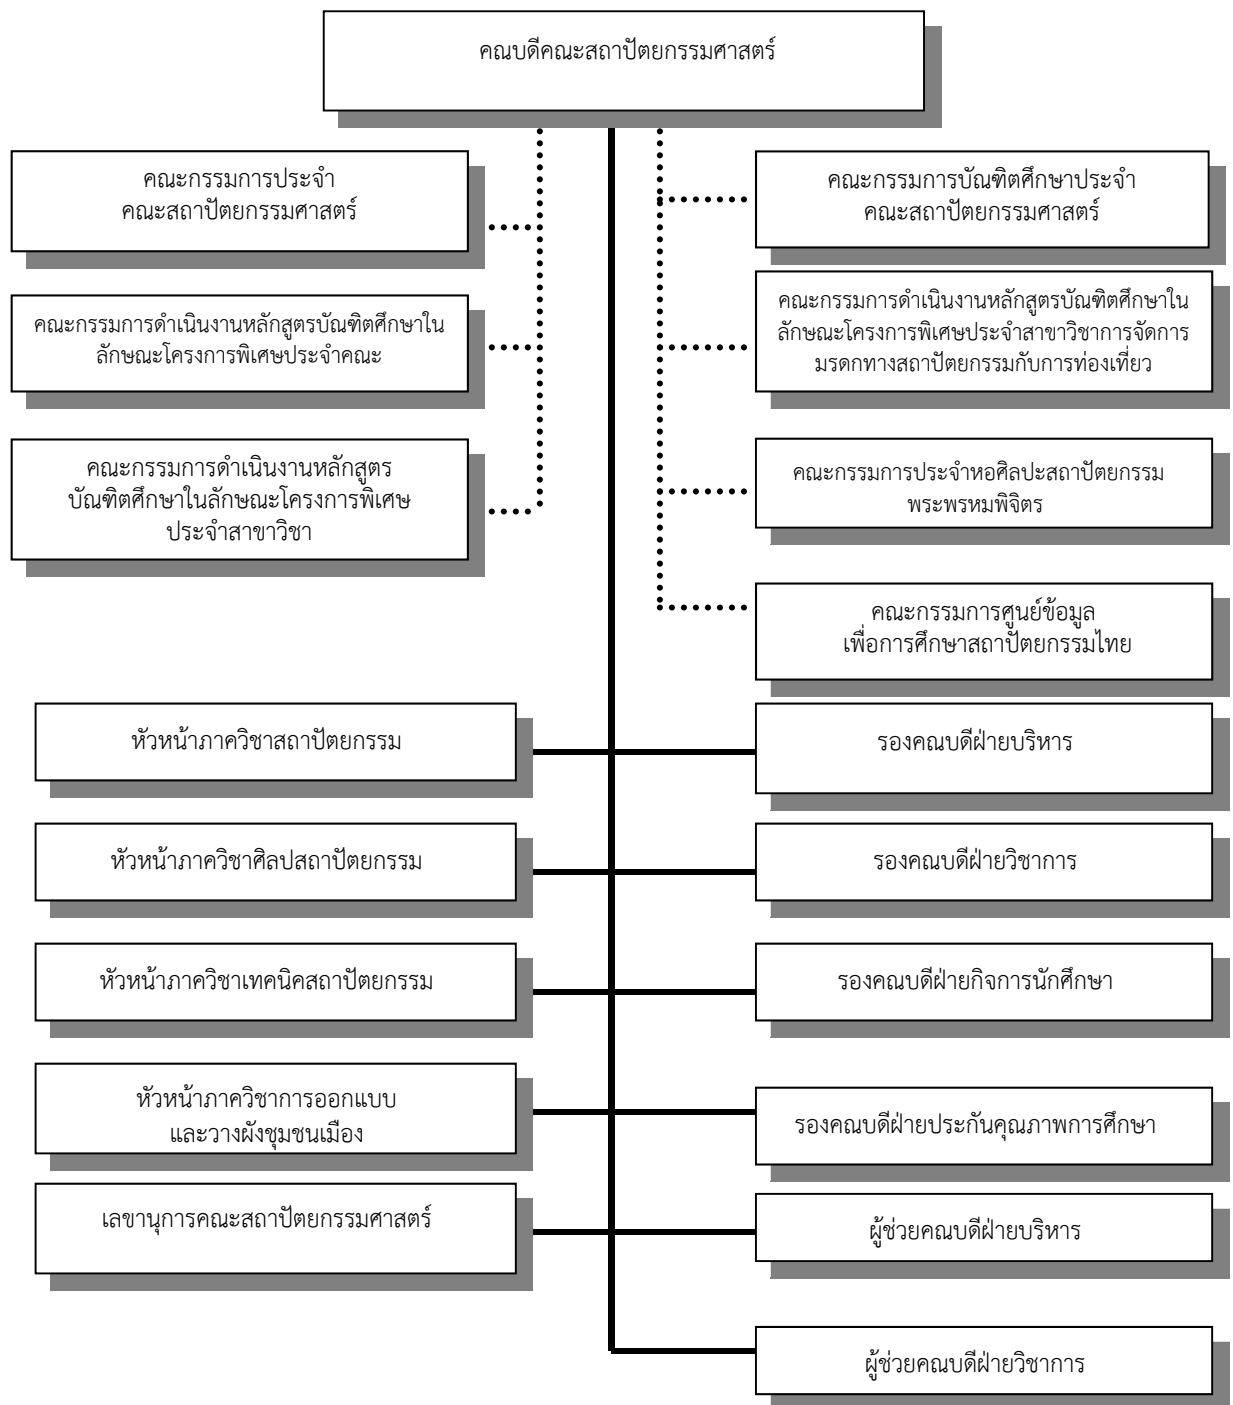 คณบดีคณะสถาปัตยกรรมศาสตร์
คณะกรรมการประจำ
คณะสถาปัตยกรรมศาสตร์
คณะกรรมการบัณฑิตศึกษาประจำ
คณะสถาปัตยกรรมศาสตร์
คณะกรรมการดำเนินงานหลักสูตรบัณฑิตศึกษาใน
ลักษณะโครงการพิเศษประจำคณะ
คณะกรรมการดำเนินงานหลักสูตรบัณฑิตศึกษาใน
ลักษณะโครงการพิเศษประจำสาขาวิชาการจัดการ
มรดกทางสถาปัตยกรรมกับการท่องเที่ยว
คณะกรรมการดำเนินงานหลักสูตร
บัณฑิตศึกษาในลักษณะโครงการพิเศษ
ประจำสาขาวิชา
คณะกรรมการประจำหอศิลปะสถาปัตยกรรม
พระพรหมพิจิตร
คณะกรรมการศูนย์ข้อมูล
เพื่อการศึกษาสถาปัตยกรรมไทย
หัวหน้าภาควิชาสถาปัตยกรรม
รองคณบดีฝ่ายบริหาร
หัวหน้าภาควิชาศิลปสถาปัตยกรรม
รองคณบดีฝ่ายวิชาการ
หัวหน้าภาควิชาเทคนิคสถาปัตยกรรม
รองคณบดีฝ่ายกิจการนักศึกษา
หัวหน้าภาควิชาการออกแบบ
และวางผังชุมชนเมือง
รองคณบดีฝ่ายประกันคุณภาพการศึกษา
เลขานุการคณะสถาปัตยกรรมศาสตร์
ผู้ช่วยคณบดีฝ่ายบริหาร
ผู้ช่วยคณบดีฝ่ายวิชาการ